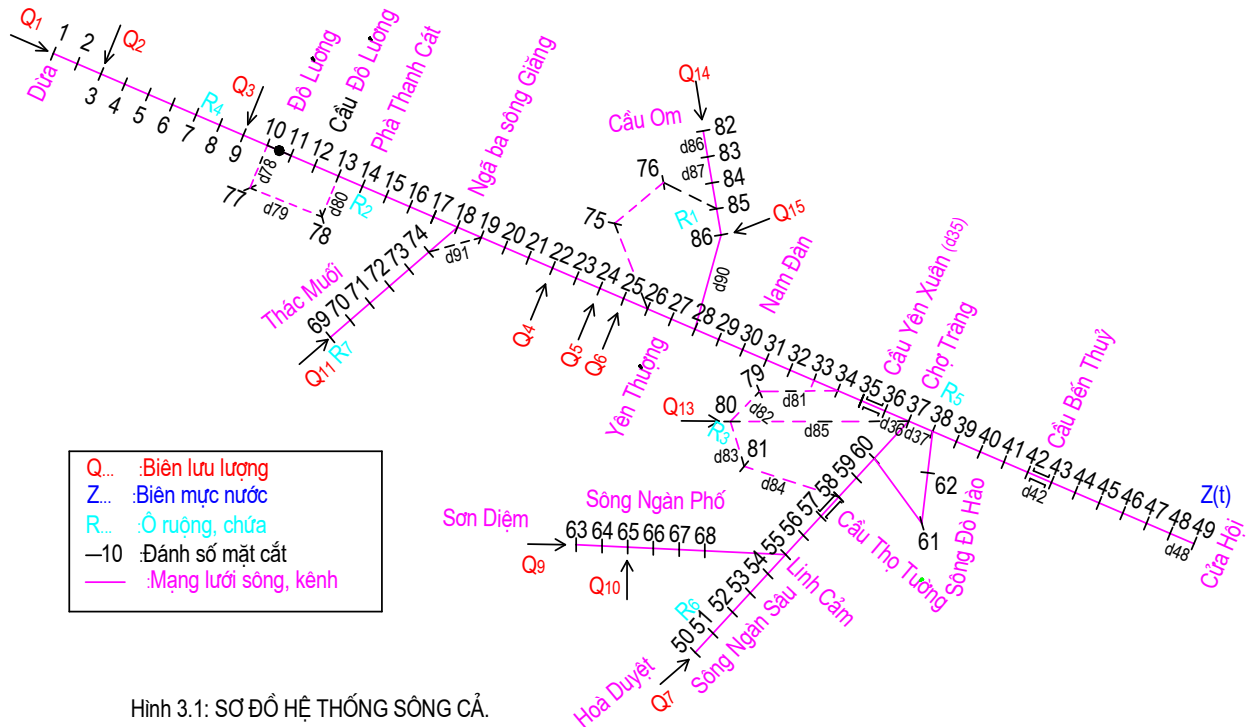 Q1
1
2
Q2
3
4
5
6
7
8
9
Dừa
R4
Q3
Đô Lương
Cầu Đô Lương
Phà Thanh Cát
Ngã ba sông Giăng
10
11
12
13
14
15
16
17
18
19
20
21
22
23
24
25
26
27
28
29
30
31
32
33
34
35
36
37
38
39
40
41
42
43
44
45
46
47
48
49
d78
77
d79
78
d80
R2
74
73
72
71
70
69
d91
Thác Muối
Q11
R7
Q4
Q5
Q6
Yên Thượng
Q14
Cầu Om
82
d86
83
d87
84
85
86
76
75
R1
Q15
d90
Nam Đàn
Cầu Yên Xuân (d35)
Chợ Tràng
R5
Cầu Bến Thuỷ
d36
d37
d42
d48
Z(t)
Cửa Hội
79
d81
80
d82
Q13
R3
d85
d83
81
d84
60
59
58
57
56
55
54
53
52
51
50
62
61
Sông Đò Hào
Cầu Thọ Tường
Linh Cảm
Sông Ngàn Sâu
Sông Ngàn Phố
Sơn Diệm
63
64
65
66
67
68
Q9
Q10
R6
Hoà Duyệt
Q7
Q... :Biên lưu lượng
Z... :Biên mực nước
R... :Ô ruộng, chứa
—10 :Đánh số mặt cắt
:Mạng lưới sông, kênh
Hình 3.1: SƠ ĐỒ HỆ THỐNG SÔNG CẢ.